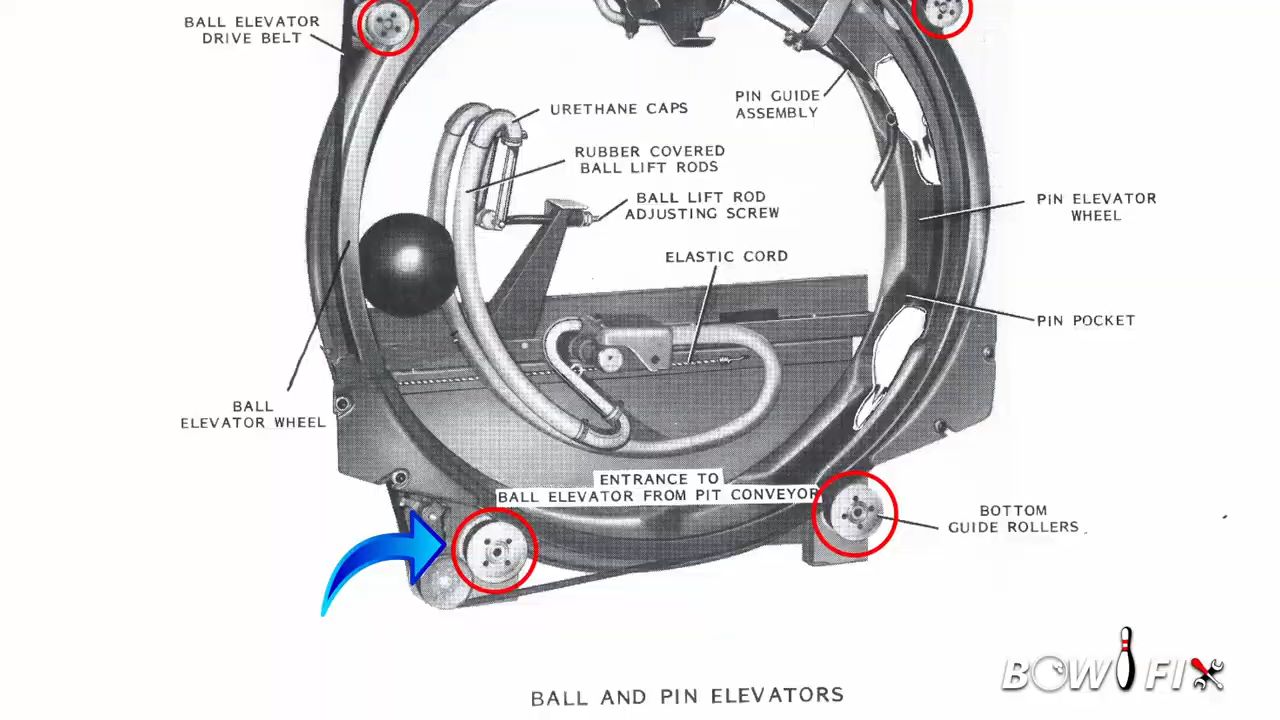 BALL ELEVATOR
DRIVE BELT
URETHANE CAPS
PIN GUIDE
ASSEMBLY
RUBBER COVERED
BALL LIFT RODS
BALL LIFT ROD
ADJUSTING SCREW
PIN ELEVATOR
WHEEL
ELASTIC CORD
PIN POCKET
BALL
ELEVATOR WHEEL
ENTRANCE TO
BALL ELEVATOR FROM PIT CONVEYOR
BOTTOM
GUIDE ROLLERS
BOWLFIX
BALL AND PIN ELEVATORS